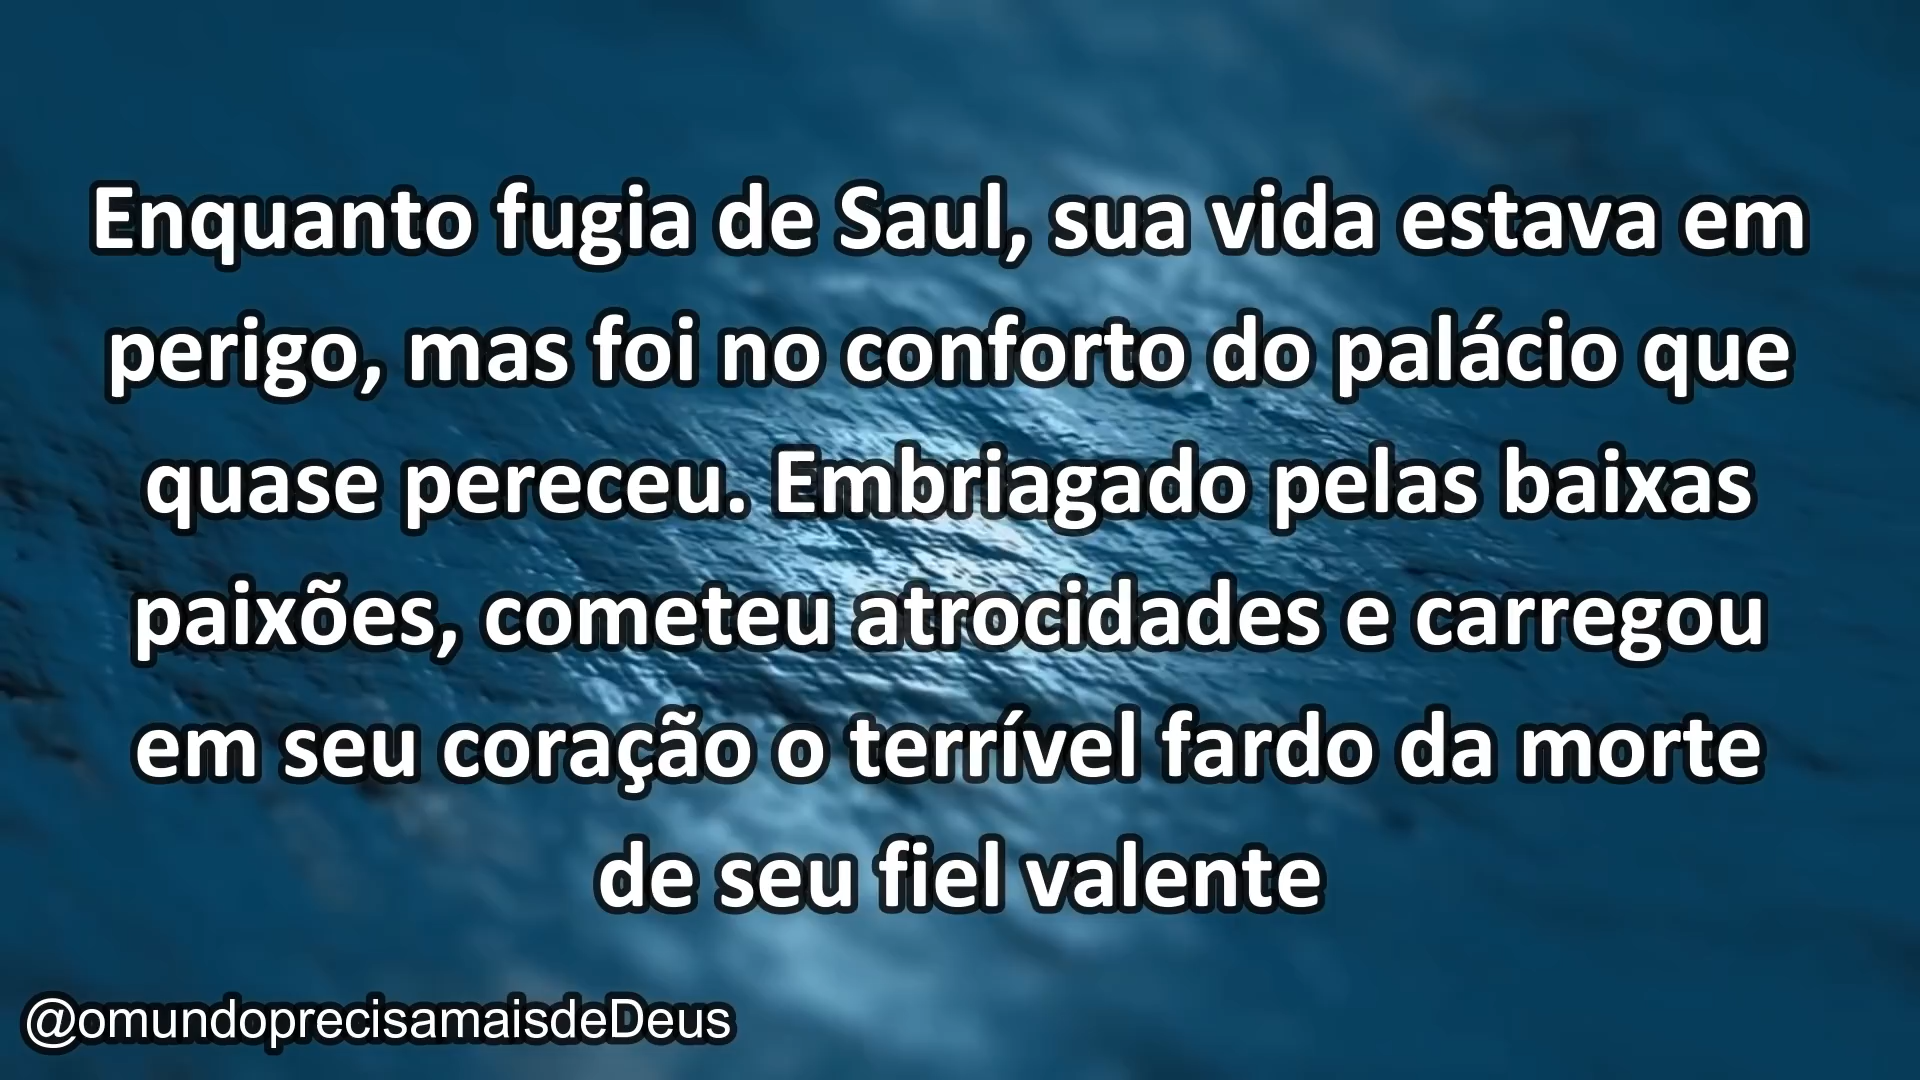 Enquanto fugia de Saul, sua vida estava em
perigo, mas foi no conforto do palácio que
quase pereceu. Embriagado pelas baixas
paixões, cometeu atrocidades e carregou
em seu coração o terrível fardo da morte
de seu fiel valente
@omundoprecisamaisdeDeus